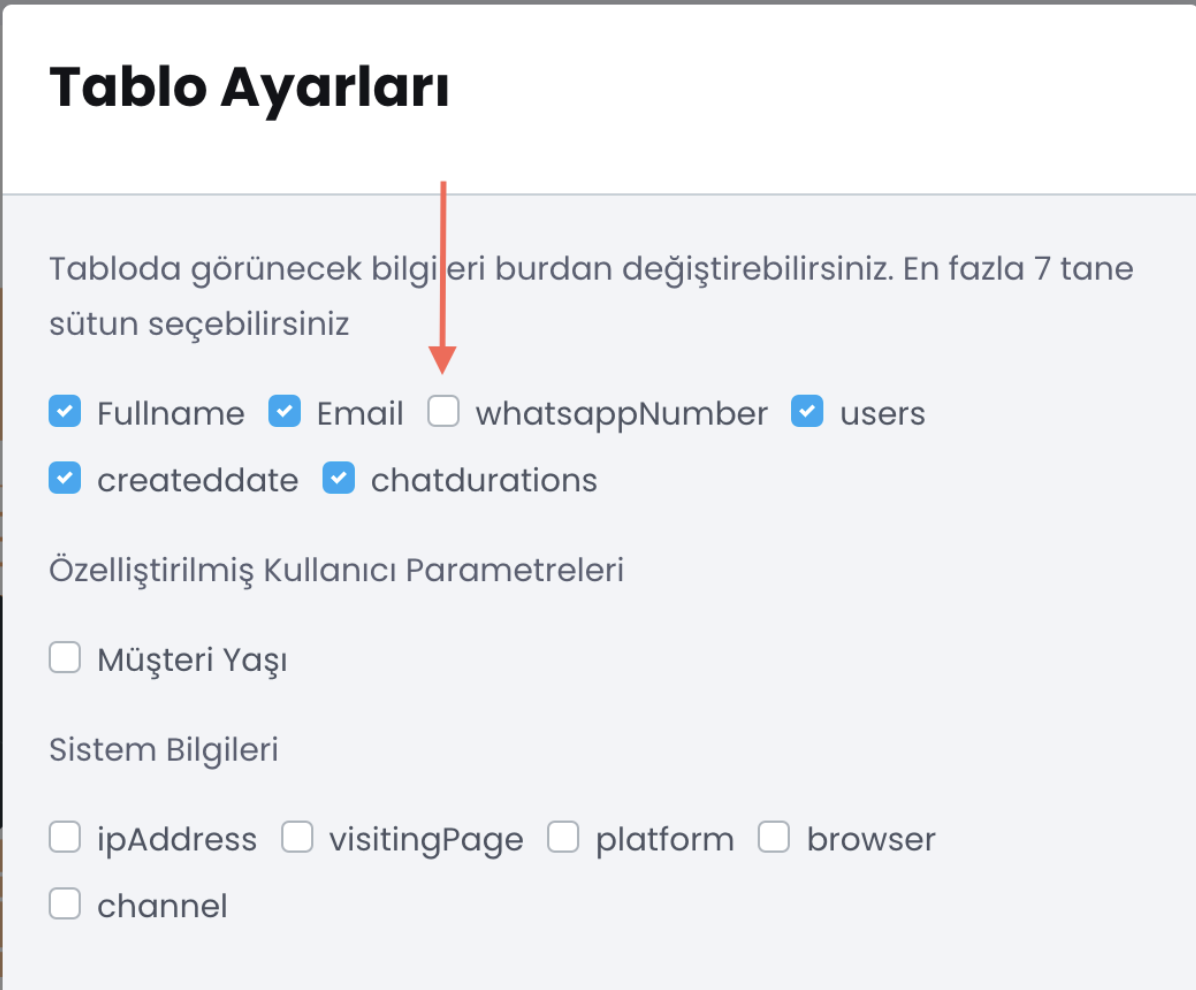 Tablo Ayarları
Tabloda görünecek bilgileri burdan değiştirebilirsiniz. En fazla 7 tane
sütun seçebilirsiniz
Fullname Email whatsappNumber users
createddate chatdurations
Özelliştirilmiş Kullanıcı Parametreleri
Müşteri Yaşı
Sistem Bilgileri
ipAddress visitingPage platform browser
channel